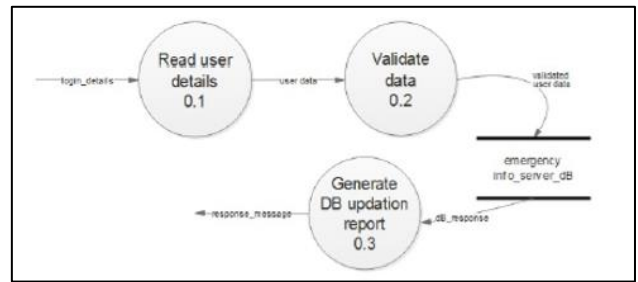 Read user
details
0.1
Validate
data
0.2
login_details
user data
validated
user data
emergency
info_server_dB
Generate
DB updation
report
0.3
response_message
dB_response